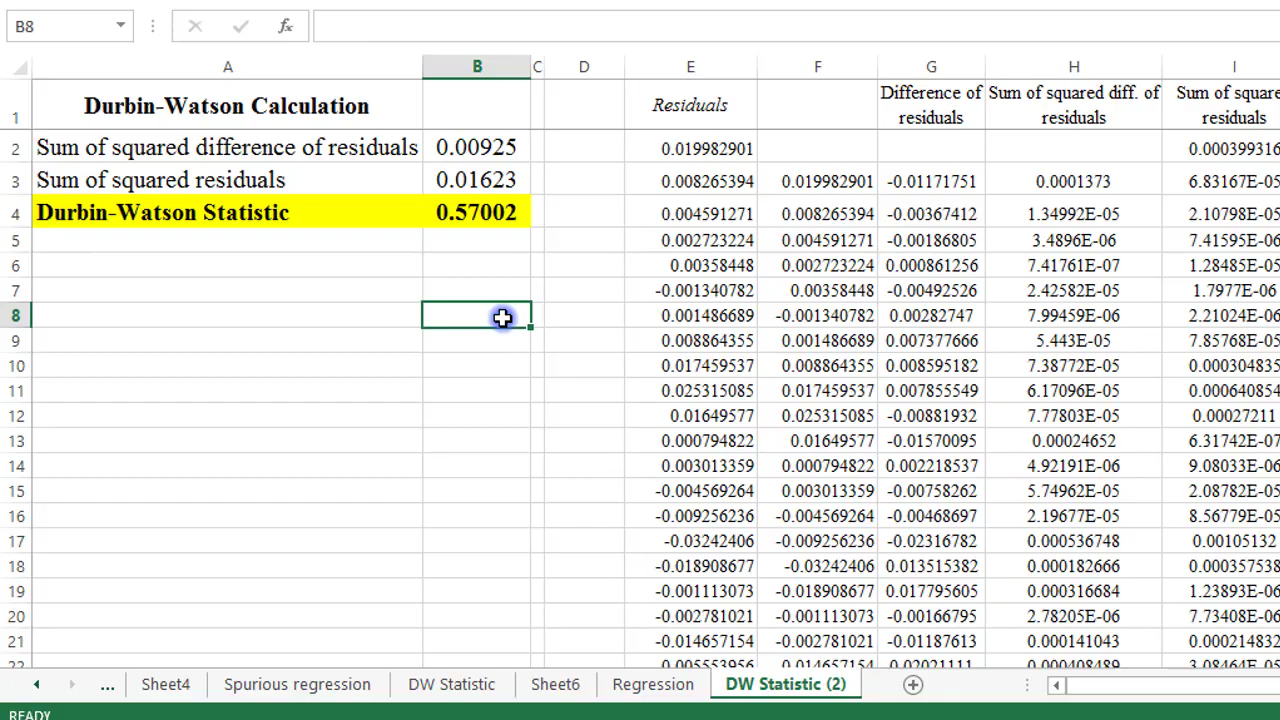 B8 fx
A B C D E F G H I
1 Durbin-Watson Calculation Residuals Difference of residuals Sum of squared diff. of residuals Sum of square residuals
2 Sum of squared difference of residuals 0.00925 0.019982901 0.000399316
3 Sum of squared residuals 0.01623 0.008265394 0.019982901 -0.01171751 0.0001373 6.83167E-05
4 Durbin-Watson Statistic 0.57002 0.004591271 0.008265394 -0.00367412 1.34992E-05 2.10798E-05
5 0.002723224 0.004591271 -0.00186805 3.4896E-06 7.41595E-06
6 0.00358448 0.002723224 0.000861256 7.41761E-07 1.28485E-05
7 -0.001340782 0.00358448 -0.00492526 2.42582E-05 1.7977E-06
8 0.001486689 -0.001340782 0.00282747 7.99459E-06 2.21024E-06
9 0.008864355 0.001486689 0.007377666 5.443E-05 7.85768E-05
10 0.017459537 0.008864355 0.008595182 7.38772E-05 0.000304835
11 0.025315085 0.017459537 0.007855549 6.17096E-05 0.000640854
12 0.01649577 0.025315085 -0.00881932 7.77803E-05 0.00027211
13 0.000794822 0.01649577 -0.01570095 0.00024652 6.31742E-07
14 0.003013359 0.000794822 0.002218537 4.92191E-06 9.08033E-06
15 -0.004569264 0.003013359 -0.00758262 5.74962E-05 2.08782E-05
16 -0.009256236 -0.004569264 -0.00468697 2.19677E-05 8.56779E-05
17 -0.03242406 -0.009256236 -0.02316782 0.000536748 0.00105132
18 -0.018908677 -0.03242406 0.013515382 0.000182666 0.000357538
19 -0.001113073 -0.018908677 0.017795605 0.000316684 1.23893E-06
20 -0.002781021 -0.001113073 -0.00166795 2.78205E-06 7.73408E-06
21 -0.014657154 -0.002781021 -0.01187613 0.000141043 0.000214832
22 0.005553956 -0.014657154 0.02021111 0.000408489 3.08464E-05
... Sheet4 Spurious regression DW Statistic Sheet6 Regression DW Statistic (2)
READY